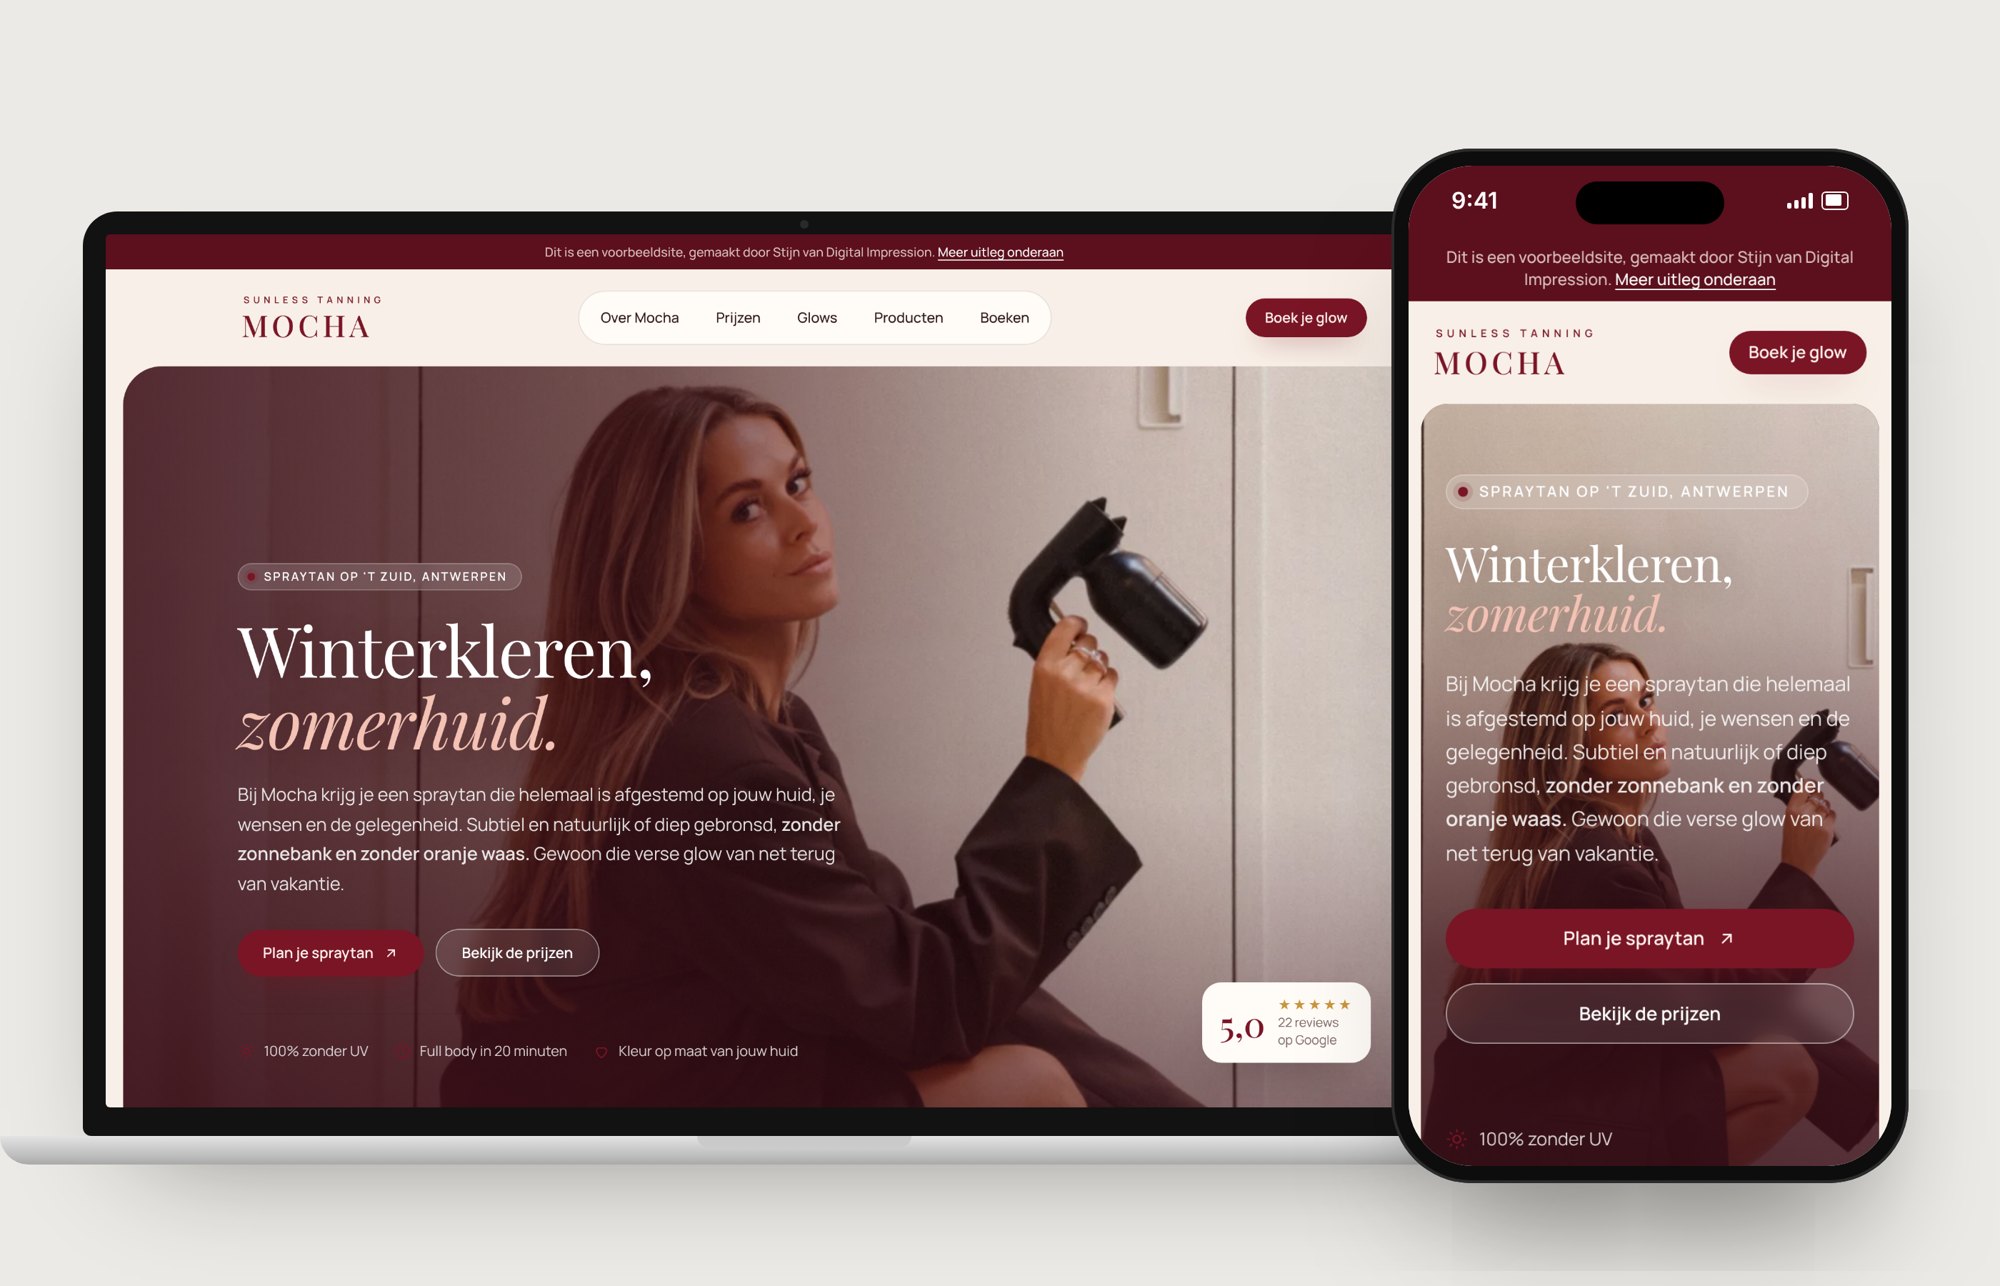 Dit is een voorbeeldsite, gemaakt door Stijn van Digital Impression. Meer uitleg onderaan
SUNLESS TANNING
MOCHA
Over Mocha Prijzen Glows Producten Boeken
Boek je glow
SPRAYTAN OP 'T ZUID, ANTWERPEN
Winterkleren,
zomerhuid.
Bij Mocha krijg je een spraytan die helemaal is afgestemd op jouw huid, je
wensen en de gelegenheid. Subtiel en natuurlijk of diep gebronsd, zonder
zonnebank en zonder oranje waas. Gewoon die verse glow van net terug
van vakantie.
Plan je spraytan
Bekijk de prijzen
100% zonder UV
Full body in 20 minuten
Kleur op maat van jouw huid
5,0
22 reviews
op Google
9:41
Dit is een voorbeeldsite, gemaakt door Stijn van Digital
Impression. Meer uitleg onderaan
SUNLESS TANNING
MOCHA
Boek je glow
SPRAYTAN OP 'T ZUID, ANTWERPEN
Winterkleren,
zomerhuid.
Bij Mocha krijg je een spraytan die helemaal
is afgestemd op jouw huid, je wensen en de
gelegenheid. Subtiel en natuurlijk of diep
gebronsd, zonder zonnebank en zonder
oranje waas. Gewoon die verse glow van
net terug van vakantie.
Plan je spraytan
Bekijk de prijzen
100% zonder UV